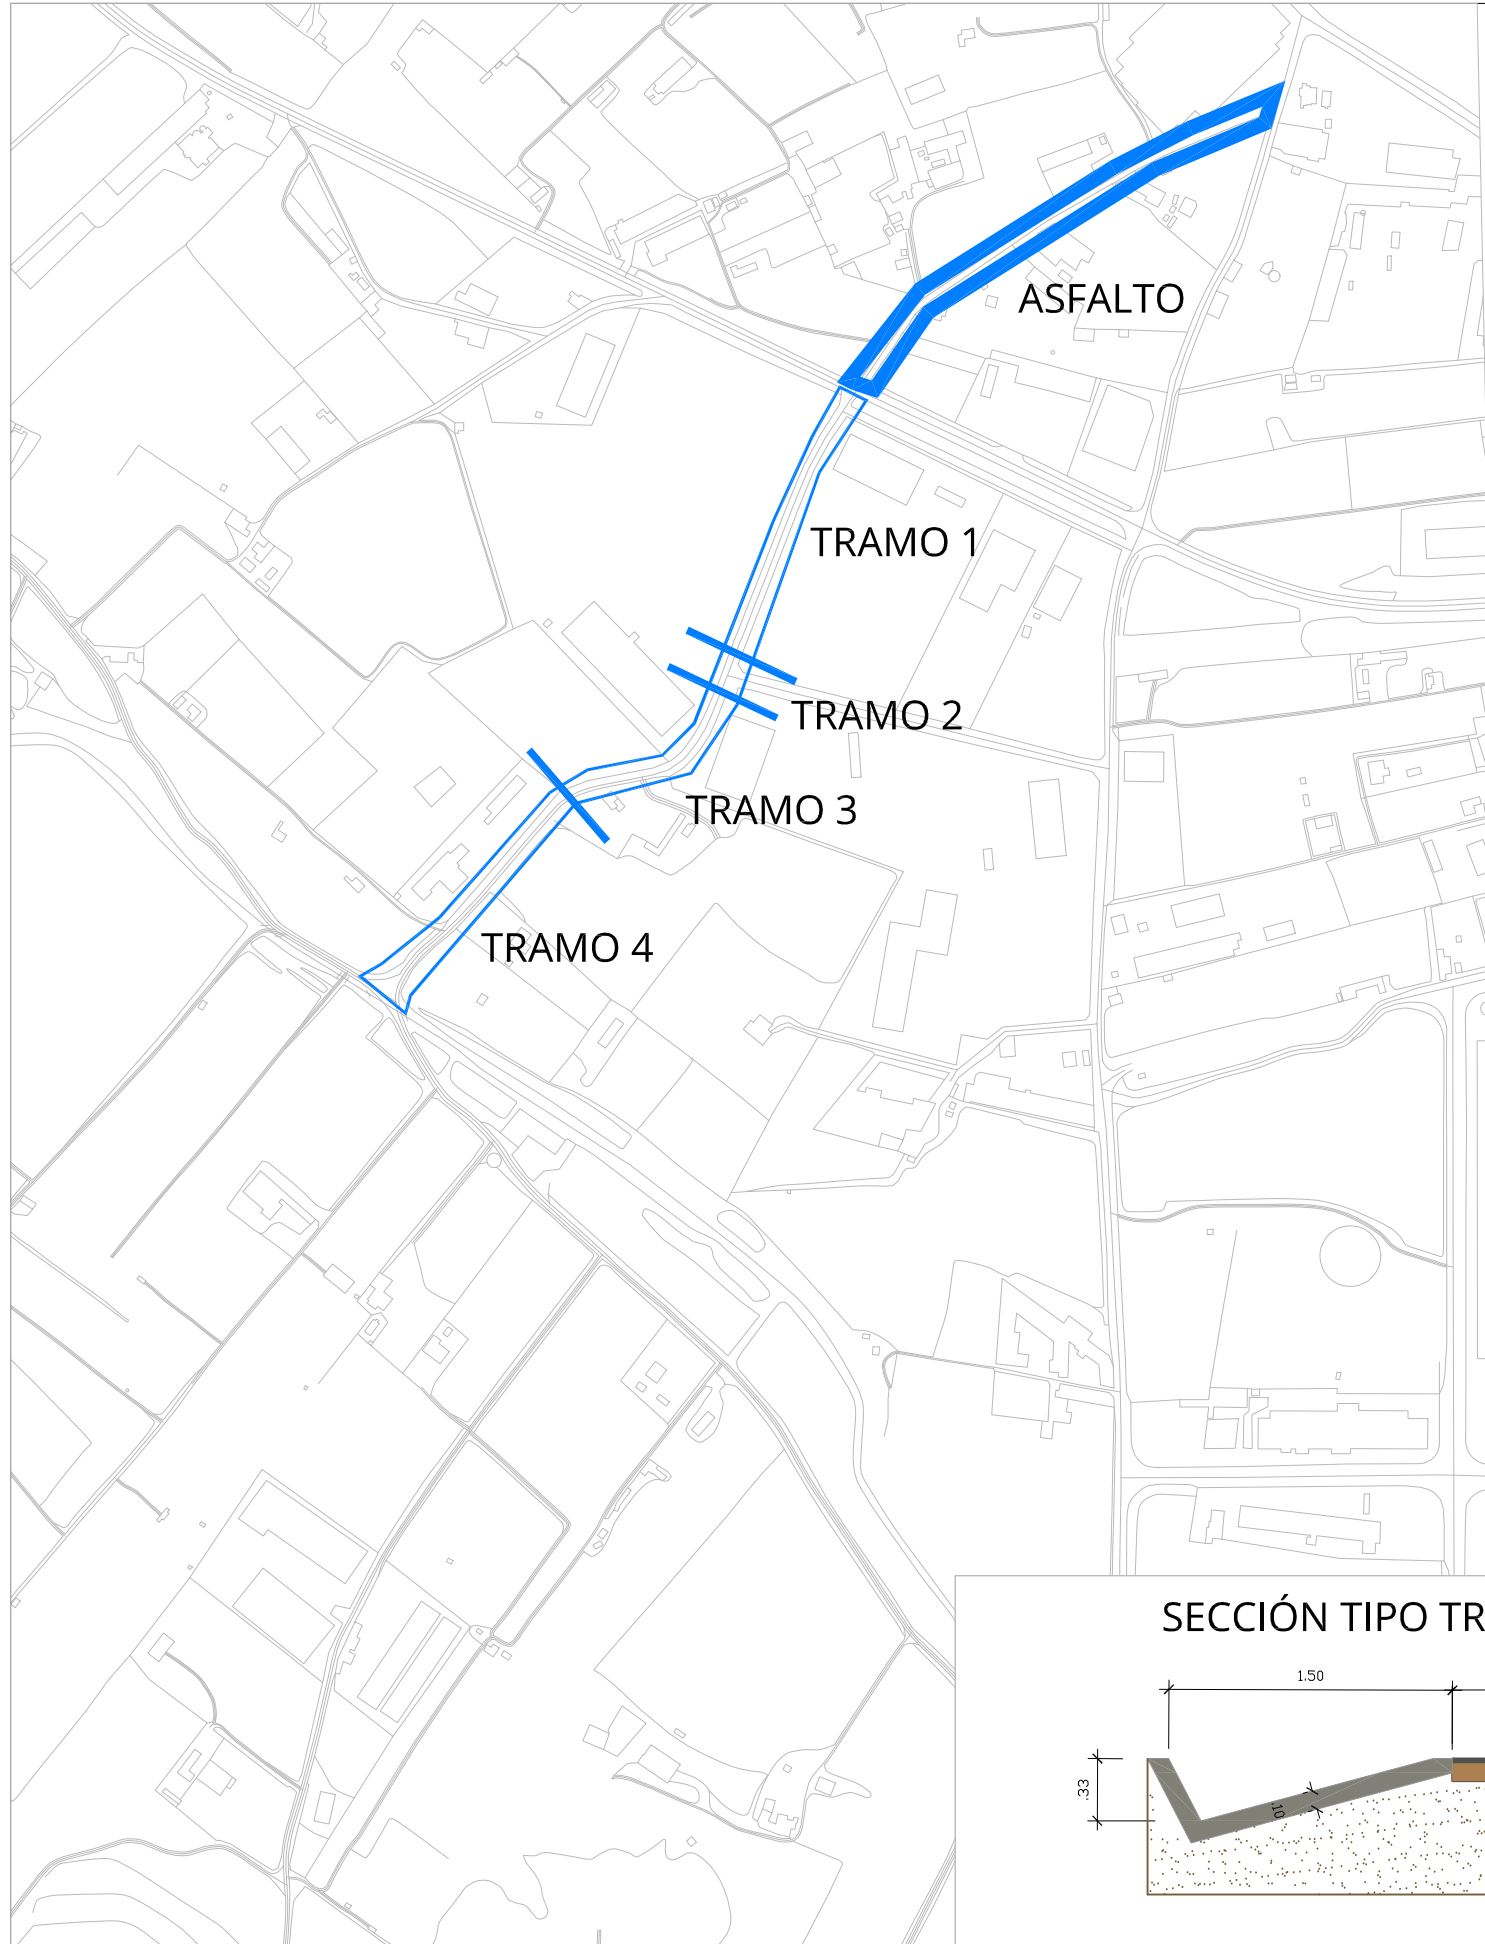 ASFALTO
TRAMO 1
TRAMO 2
TRAMO 3
TRAMO 4
SECCIÓN TIPO TR
1.50
.33
.10